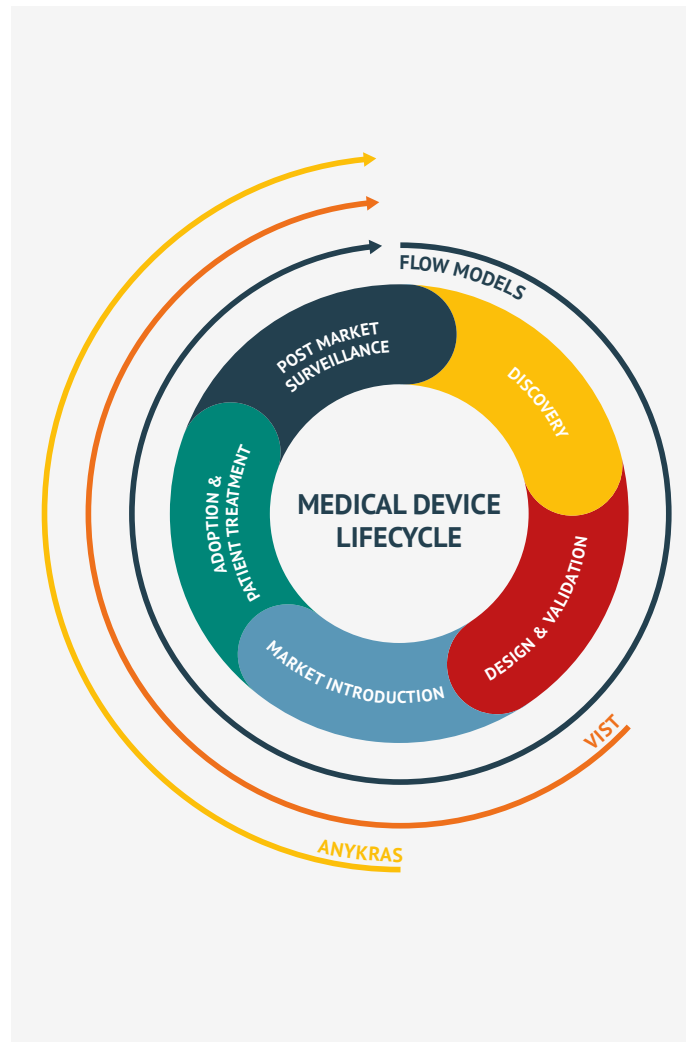 FLOW MODELS
POST MARKET
SURVEILLANCE
DISCOVERY
ADOPTION &
PATIENT TREATMENT
MEDICAL DEVICE
LIFECYCLE
DESIGN & VALIDATION
MARKET INTRODUCTION
VIST
ANYKRAS